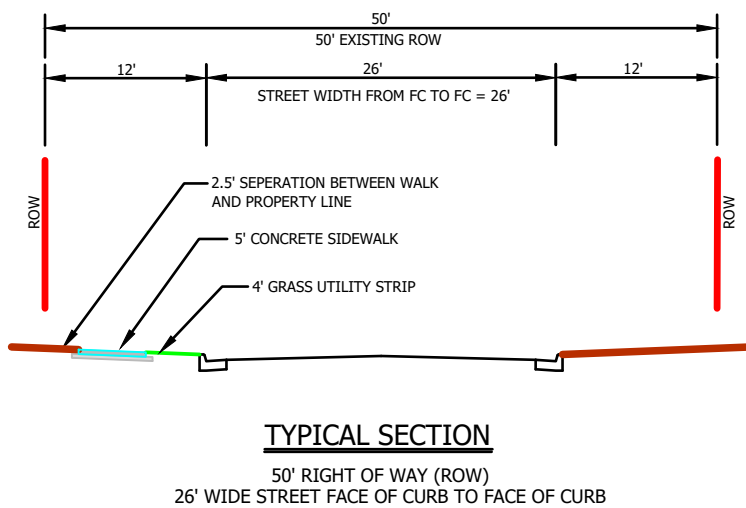 50'
50' EXISTING ROW
12'
26'
12'
STREET WIDTH FROM FC TO FC = 26'
ROW
ROW
2.5' SEPERATION BETWEEN WALK
AND PROPERTY LINE
5' CONCRETE SIDEWALK
4' GRASS UTILITY STRIP
TYPICAL SECTION
50' RIGHT OF WAY (ROW)
26' WIDE STREET FACE OF CURB TO FACE OF CURB